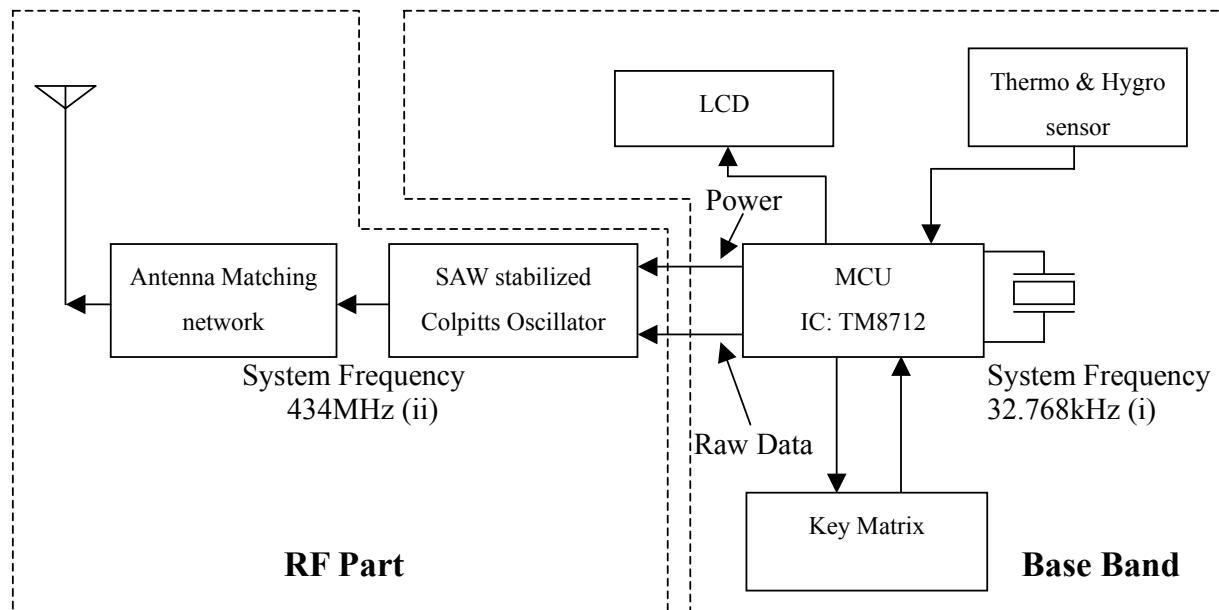 LCD
Thermo & Hygro
sensor
Power
Antenna Matching
network
SAW stabilized
Colpitts Oscillator
MCU
IC: TM8712
System Frequency
434MHz (ii)
System Frequency
32.768kHz (i)
Raw Data
Key Matrix
RF Part
Base Band